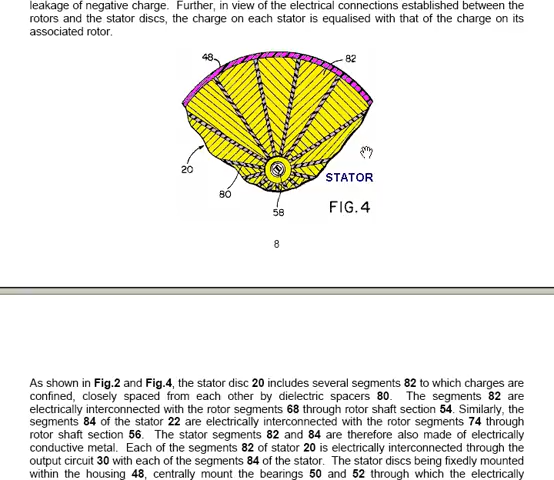 leakage of negative charge. Further, in view of the electrical connections established between the
rotors and the stator discs, the charge on each stator is equalised with that of the charge on its
associated rotor.
48
82
20
80
58
STATOR
FIG. 4
8
As shown in Fig.2 and Fig.4, the stator disc 20 includes several segments 82 to which charges are
confined, closely spaced from each other by dielectric spacers 80. The segments 82 are
electrically interconnected with the rotor segments 68 through rotor shaft section 54. Similarly, the
segments 84 of the stator 22 are electrically interconnected with the rotor segments 74 through
rotor shaft section 56. The stator segments 82 and 84 are therefore also made of electrically
conductive metal. Each of the segments 82 of stator 20 is electrically interconnected through the
output circuit 30 with each of the segments 84 of the stator. The stator discs being fixedly mounted
within the housing 48, centrally mount the bearings 50 and 52 through which the electrically